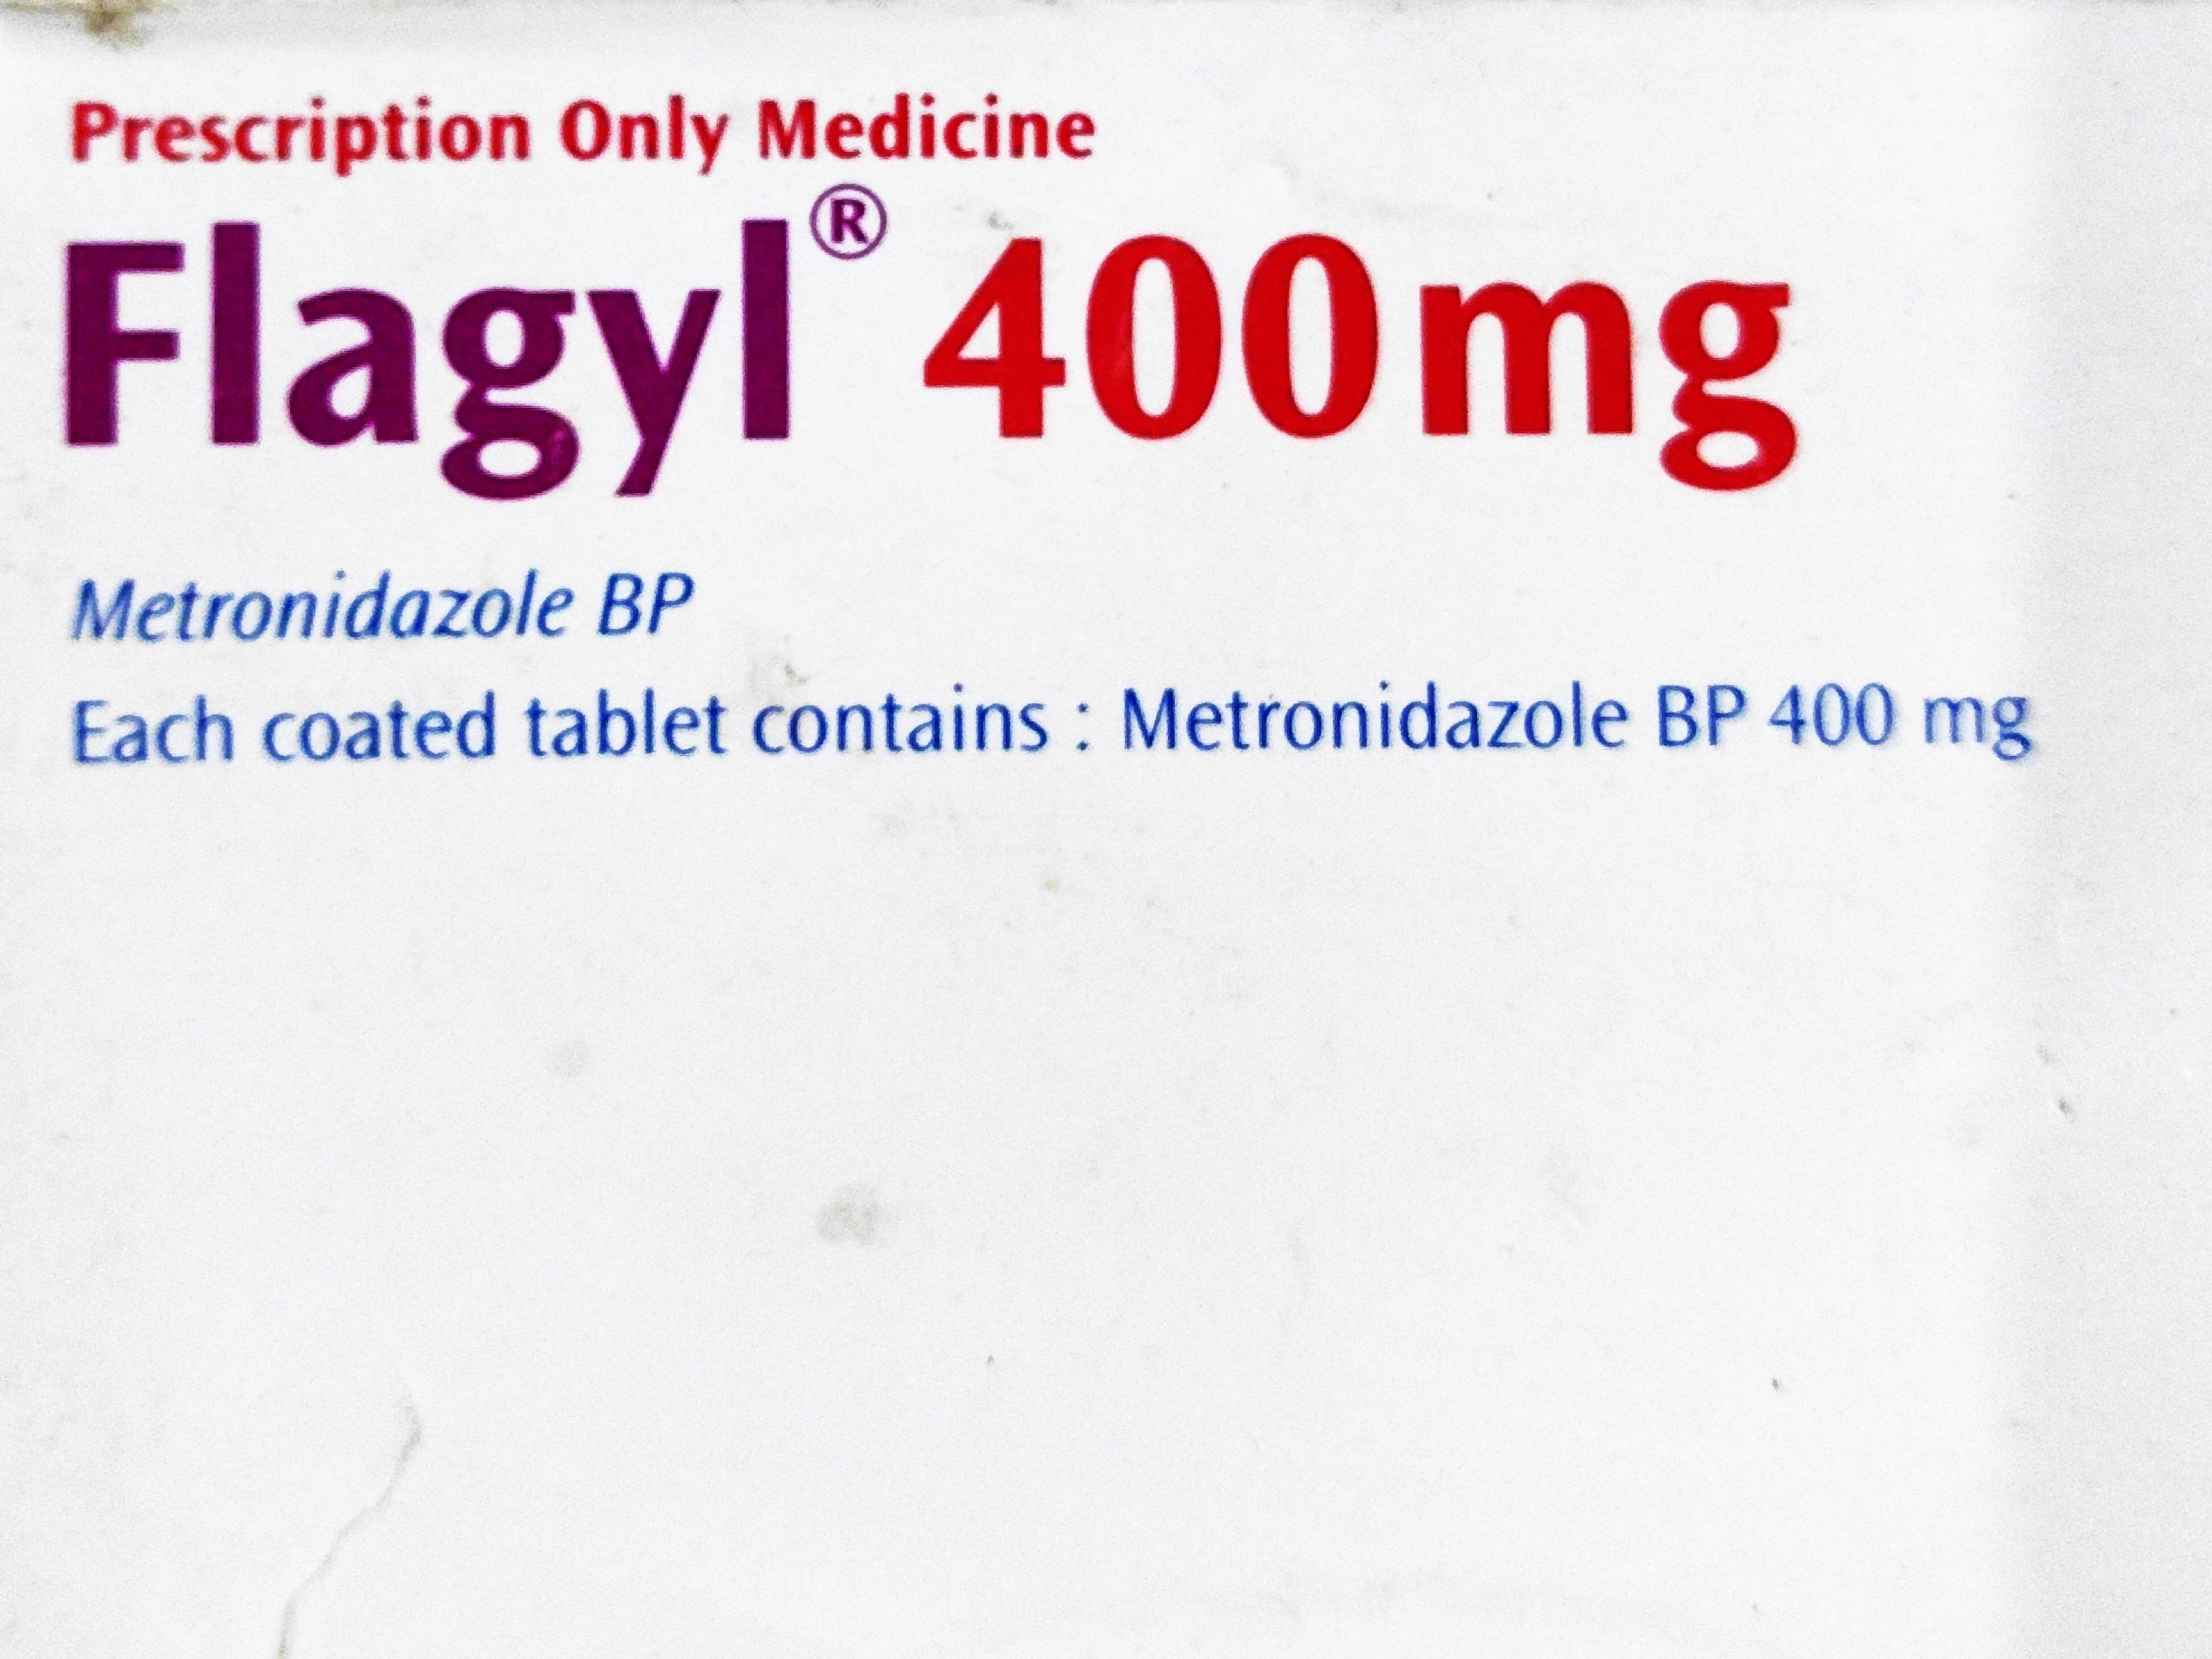 Prescription Only Medicine
Flagyl® 400mg
Metronidazole BP
Each coated tablet contains : Metronidazole BP 400 mg